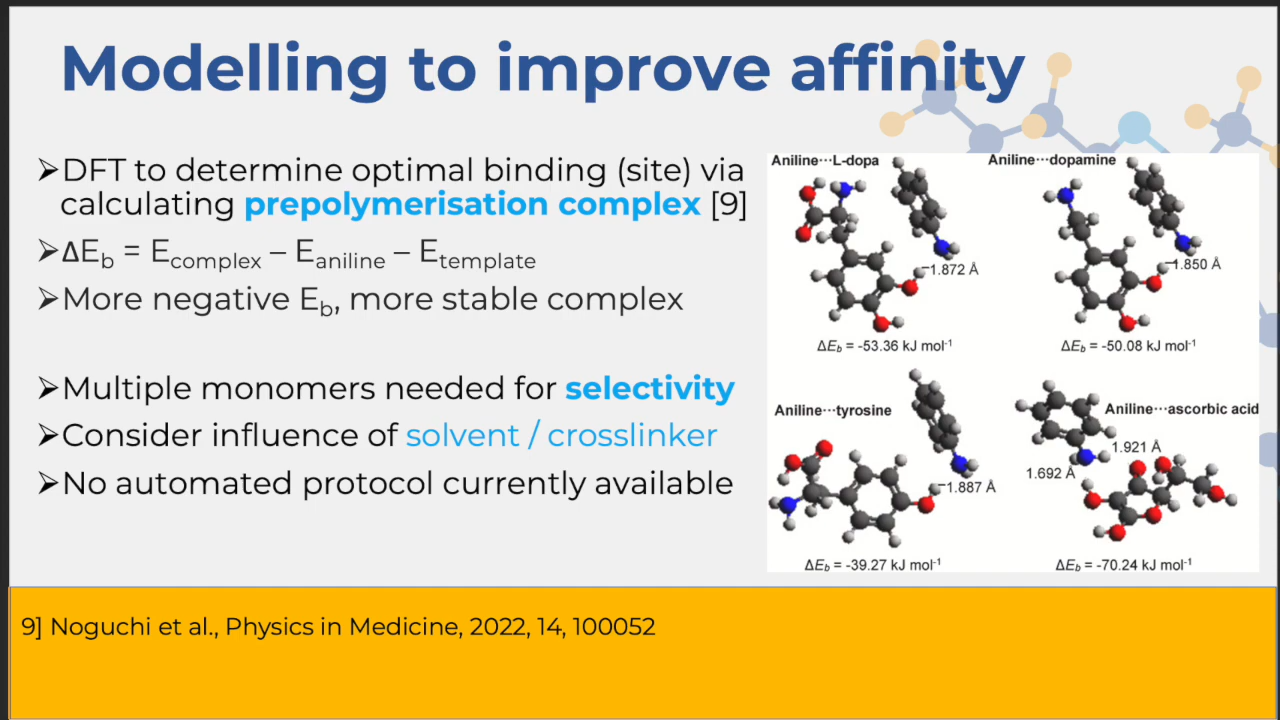 Modelling to improve affinity
➢DFT to determine optimal binding (site) via
calculating prepolymerisation complex [9]
➢ΔEb = Ecomplex – Eaniline – Etemplate
➢More negative Eb, more stable complex
➢Multiple monomers needed for selectivity
➢Consider influence of solvent / crosslinker
➢No automated protocol currently available
Aniline···L-dopa
1.872 Å
ΔEb = -53.36 kJ mol-1
Aniline···dopamine
1.850 Å
ΔEb = -50.08 kJ mol-1
Aniline···tyrosine
1.887 Å
ΔEb = -39.27 kJ mol-1
Aniline···ascorbic acid
1.921 Å
1.692 Å
ΔEb = -70.24 kJ mol-1
9] Noguchi et al., Physics in Medicine, 2022, 14, 100052